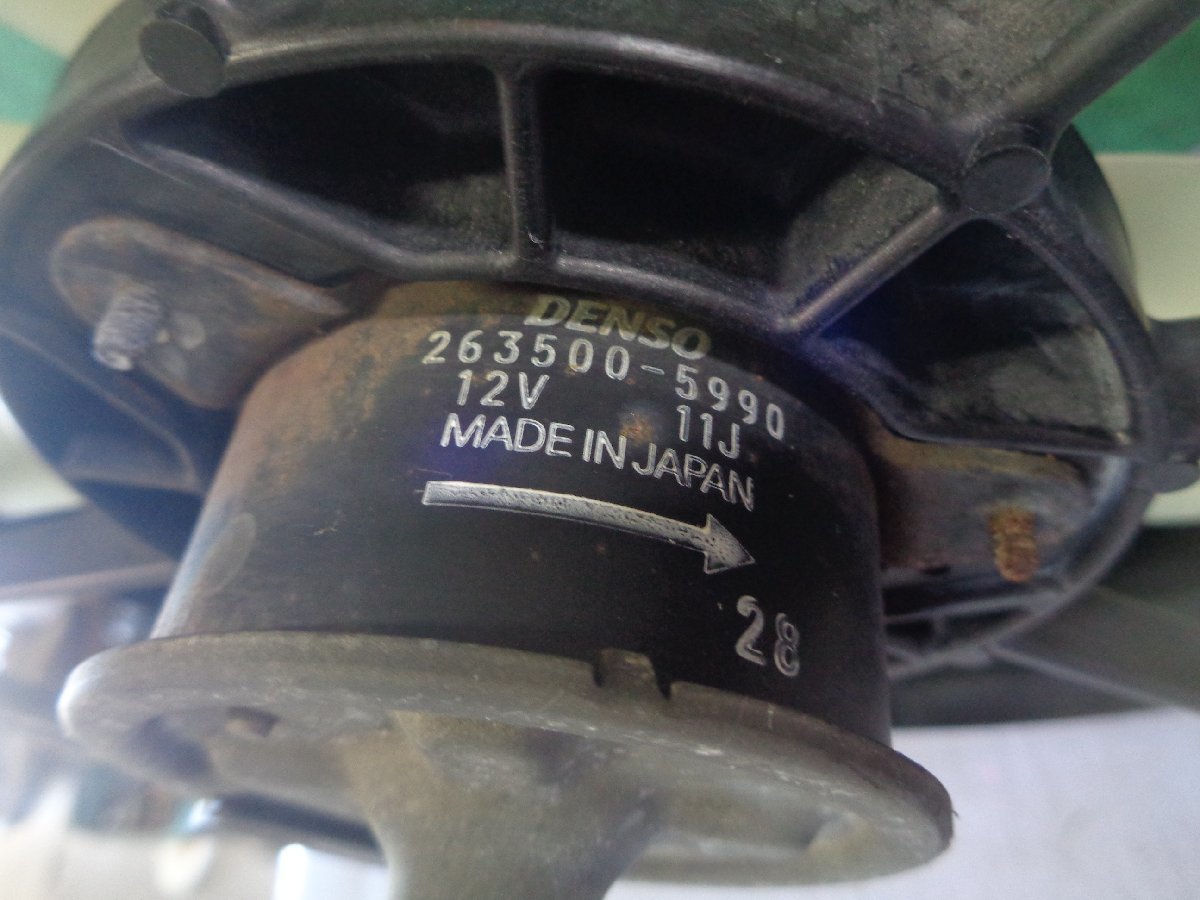 DENSO
263500-5990
12V 11J
MADE IN JAPAN
28